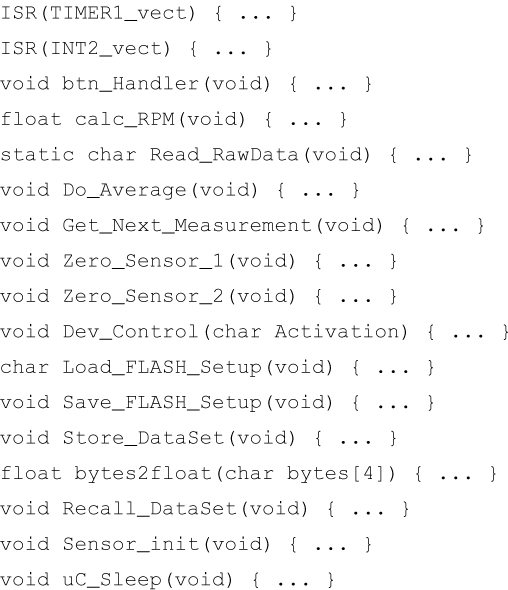 ISR(TIMER1_vect) { ... }
ISR(INT2_vect) { ... }
void btn_Handler(void) { ... }
float calc_RPM(void) { ... }
static char Read_RawData(void) { ... }
void Do_Average(void) { ... }
void Get_Next_Measurement(void) { ... }
void Zero_Sensor_1(void) { ... }
void Zero_Sensor_2(void) { ... }
void Dev_Control(char Activation) { ... }
char Load_FLASH_Setup(void) { ... }
void Save_FLASH_Setup(void) { ... }
void Store_DataSet(void) { ... }
float bytes2float(char bytes[4]) { ... }
void Recall_DataSet(void) { ... }
void Sensor_init(void) { ... }
void uC_Sleep(void) { ... }